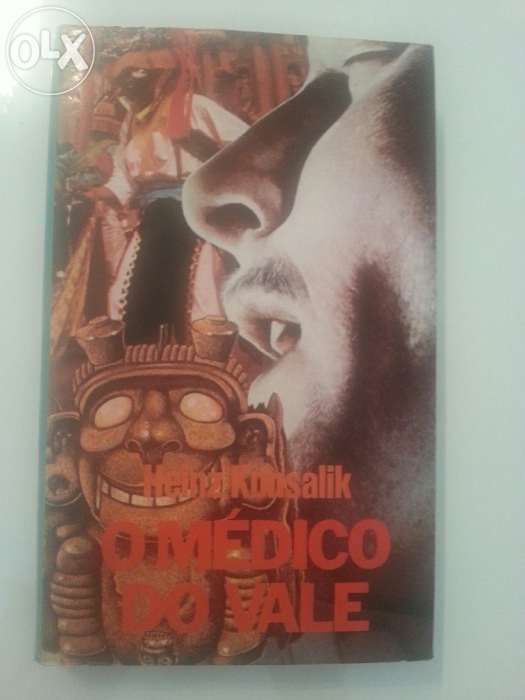 OLX
Heinz Konsalik
O MÉDICO
DO VALE